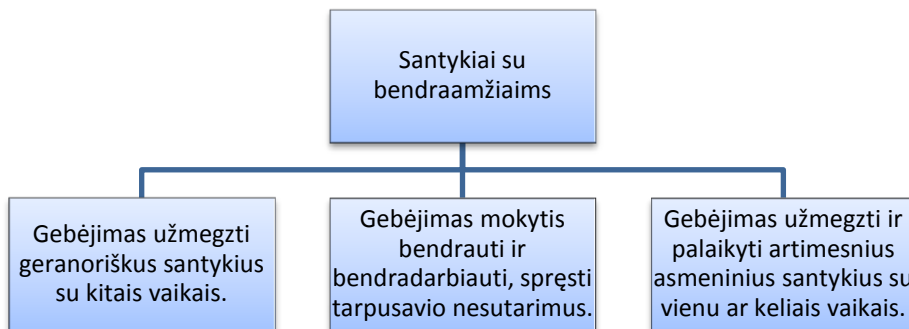 Santykiai su
bendraamžiaims
Gebėjimas užmegzti
geranoriškus santykius
su kitais vaikais.
Gebėjimas mokytis
bendrauti ir
bendradarbiauti, spręsti
tarpusavio nesutarimus.
Gebėjimas užmegzti ir
palaikyti artimesnius
asmeninius santykius su
vienu ar keliais vaikais.